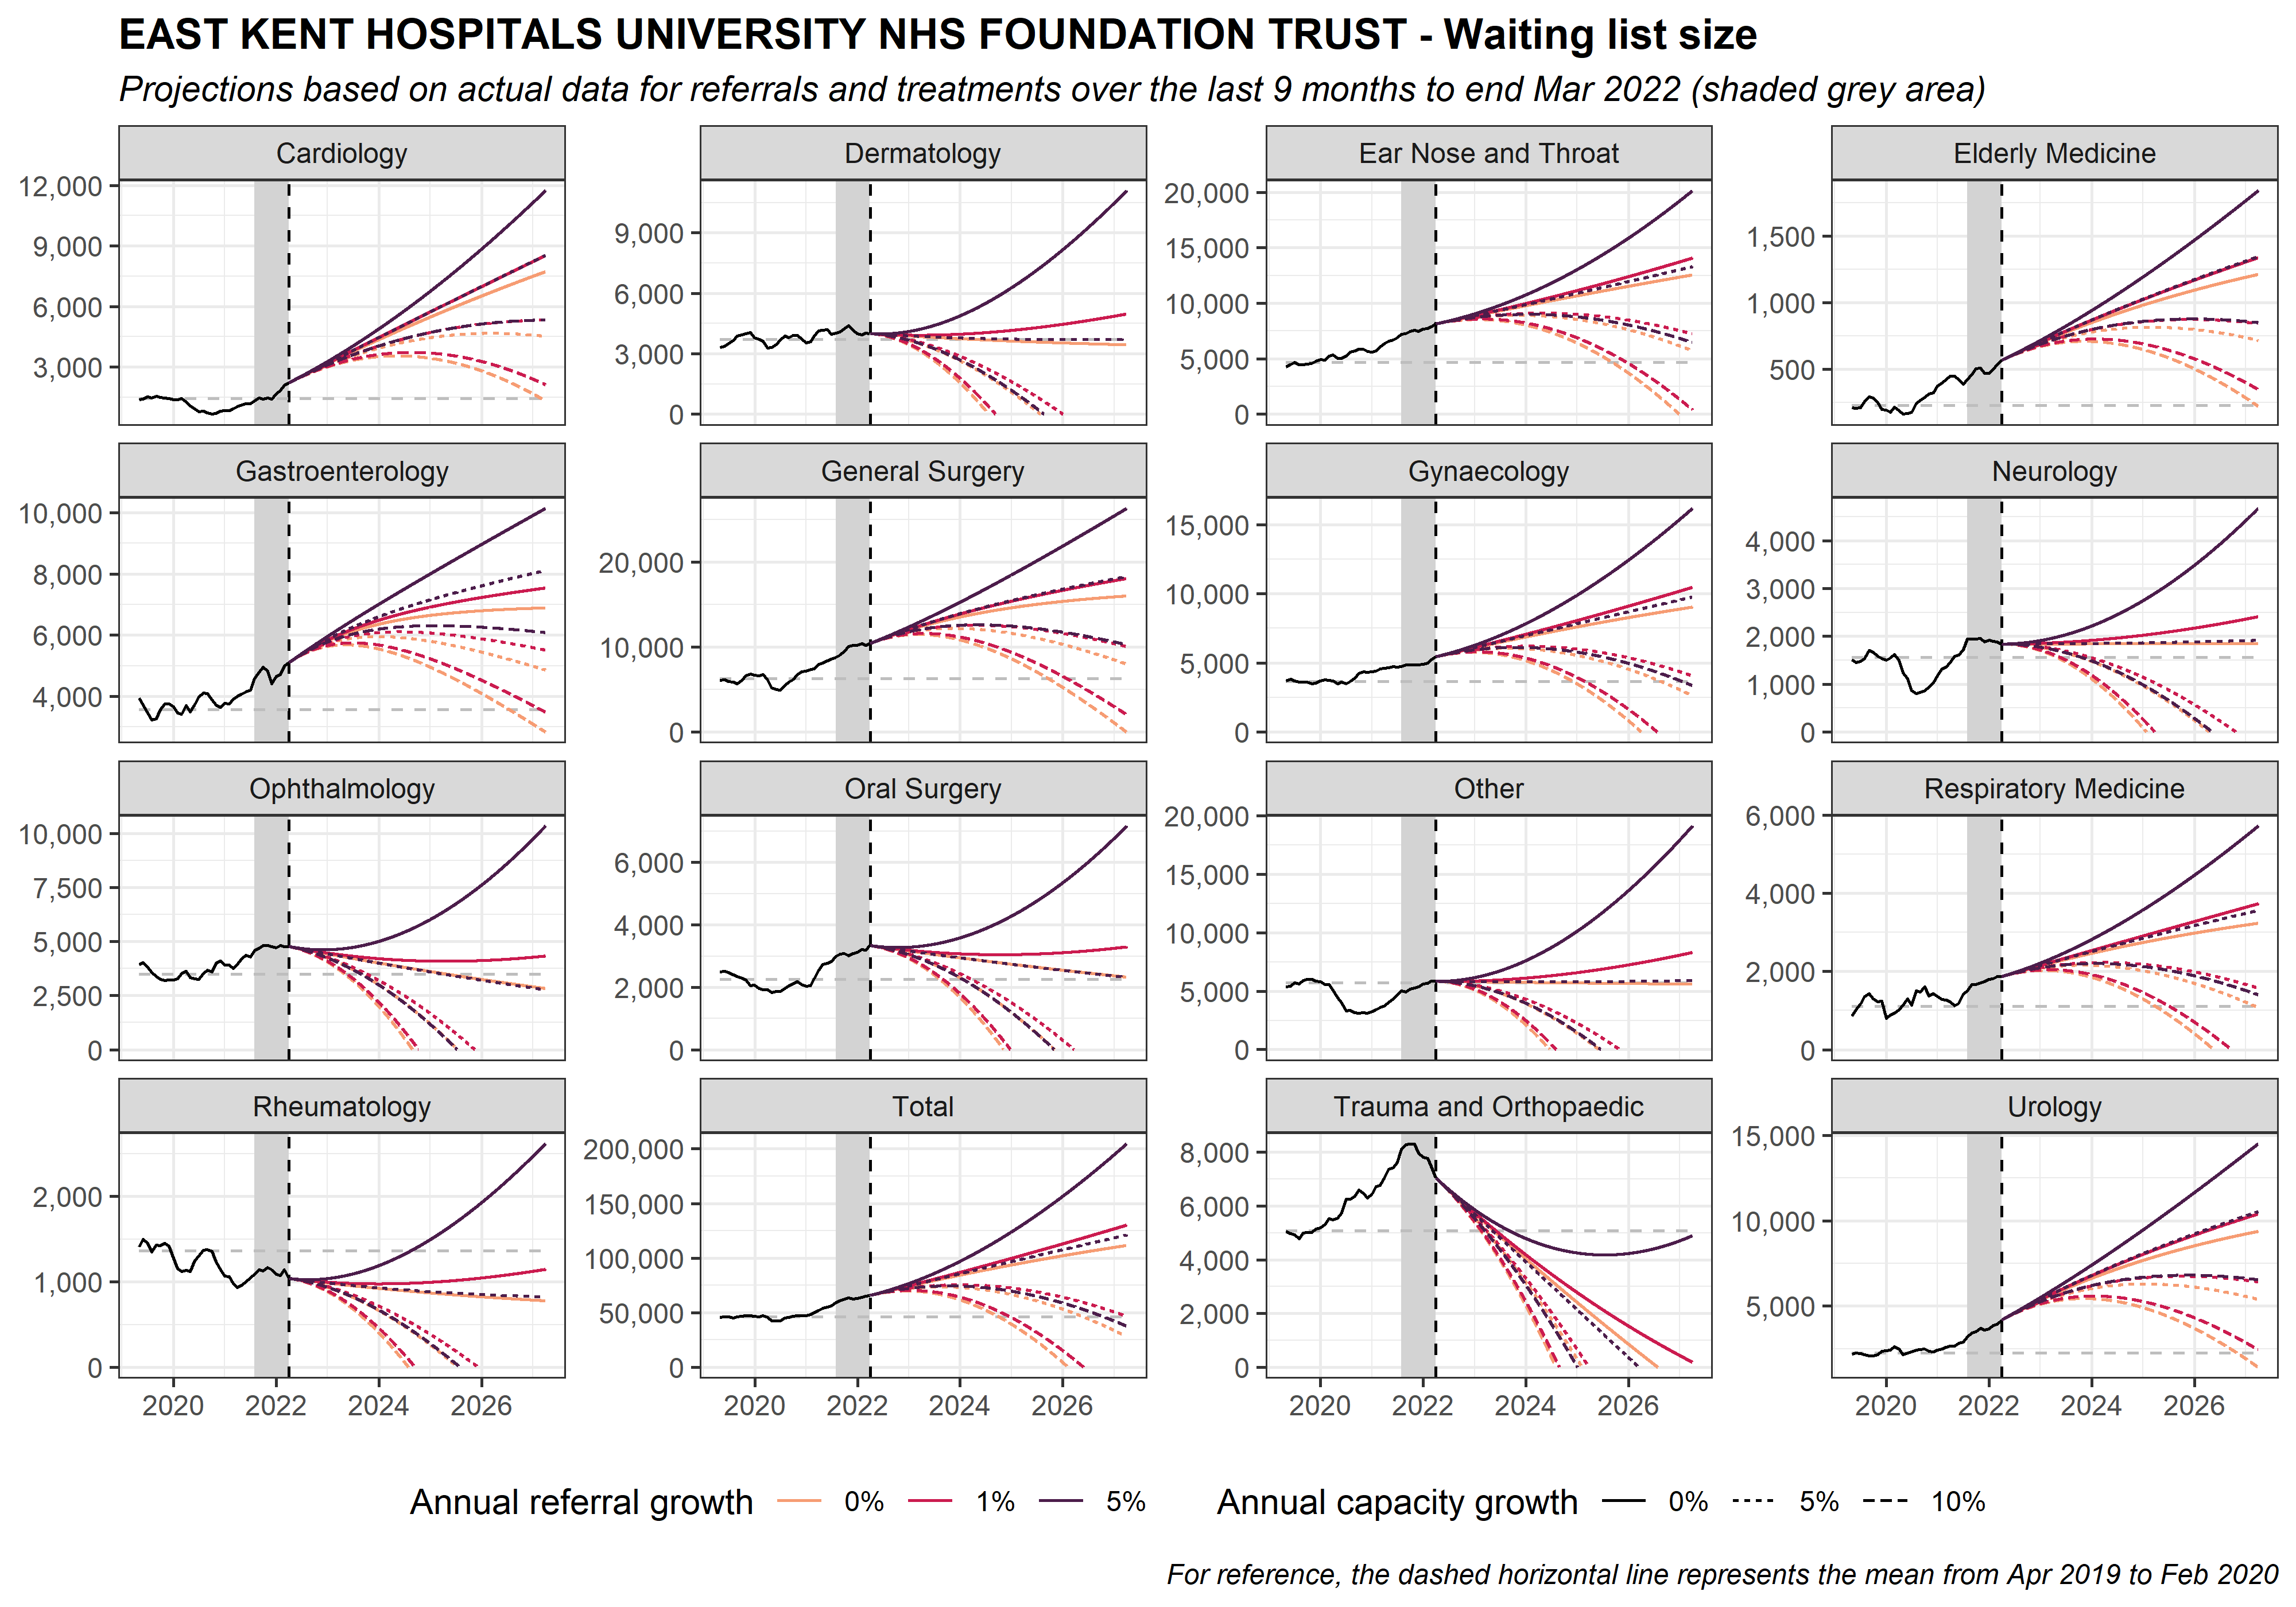 EAST KENT HOSPITALS UNIVERSITY NHS FOUNDATION TRUST - Waiting list size
Projections based on actual data for referrals and treatments over the last 9 months to end Mar 2022 (shaded grey area)
Cardiology
12,000
9,000
6,000
3,000
Dermatology
9,000
6,000
3,000
0
Ear Nose and Throat
20,000
15,000
10,000
5,000
0
Elderly Medicine
1,500
1,000
500
Gastroenterology
10,000
8,000
6,000
4,000
General Surgery
20,000
10,000
0
Gynaecology
15,000
10,000
5,000
0
Neurology
4,000
3,000
2,000
1,000
0
Ophthalmology
10,000
7,500
5,000
2,500
0
Oral Surgery
6,000
4,000
2,000
0
Other
20,000
15,000
10,000
5,000
0
Respiratory Medicine
6,000
4,000
2,000
0
Rheumatology
2,000
1,000
0
2020 2022 2024 2026
Total
200,000
150,000
100,000
50,000
0
2020 2022 2024 2026
Trauma and Orthopaedic
8,000
6,000
4,000
2,000
0
2020 2022 2024 2026
Urology
15,000
10,000
5,000
2020 2022 2024 2026
Annual referral growth 0% 1% 5% Annual capacity growth 0% 5% 10%
For reference, the dashed horizontal line represents the mean from Apr 2019 to Feb 2020